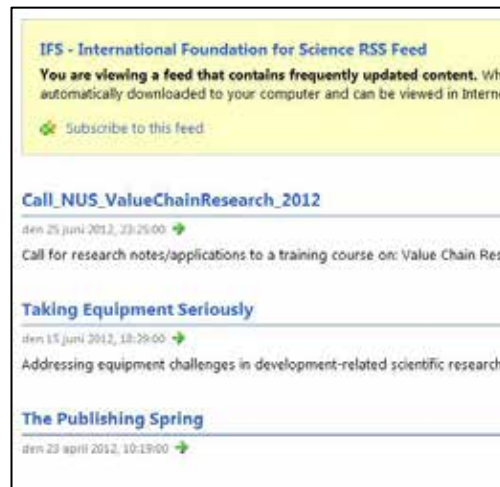 IFS - International Foundation for Science RSS Feed
You are viewing a feed that contains frequently updated content. Wh
automatically downloaded to your computer and can be viewed in Intern
Subscribe to this feed
Call_NUS_ValueChainResearch_2012
den 25 juni 2012, 23:25:00
Call for research notes/applications to a training course on: Value Chain Res
Taking Equipment Seriously
den 15 juni 2012, 18:29:00
Addressing equipment challenges in development-related scientific research
The Publishing Spring
den 23 april 2012, 10:19:00